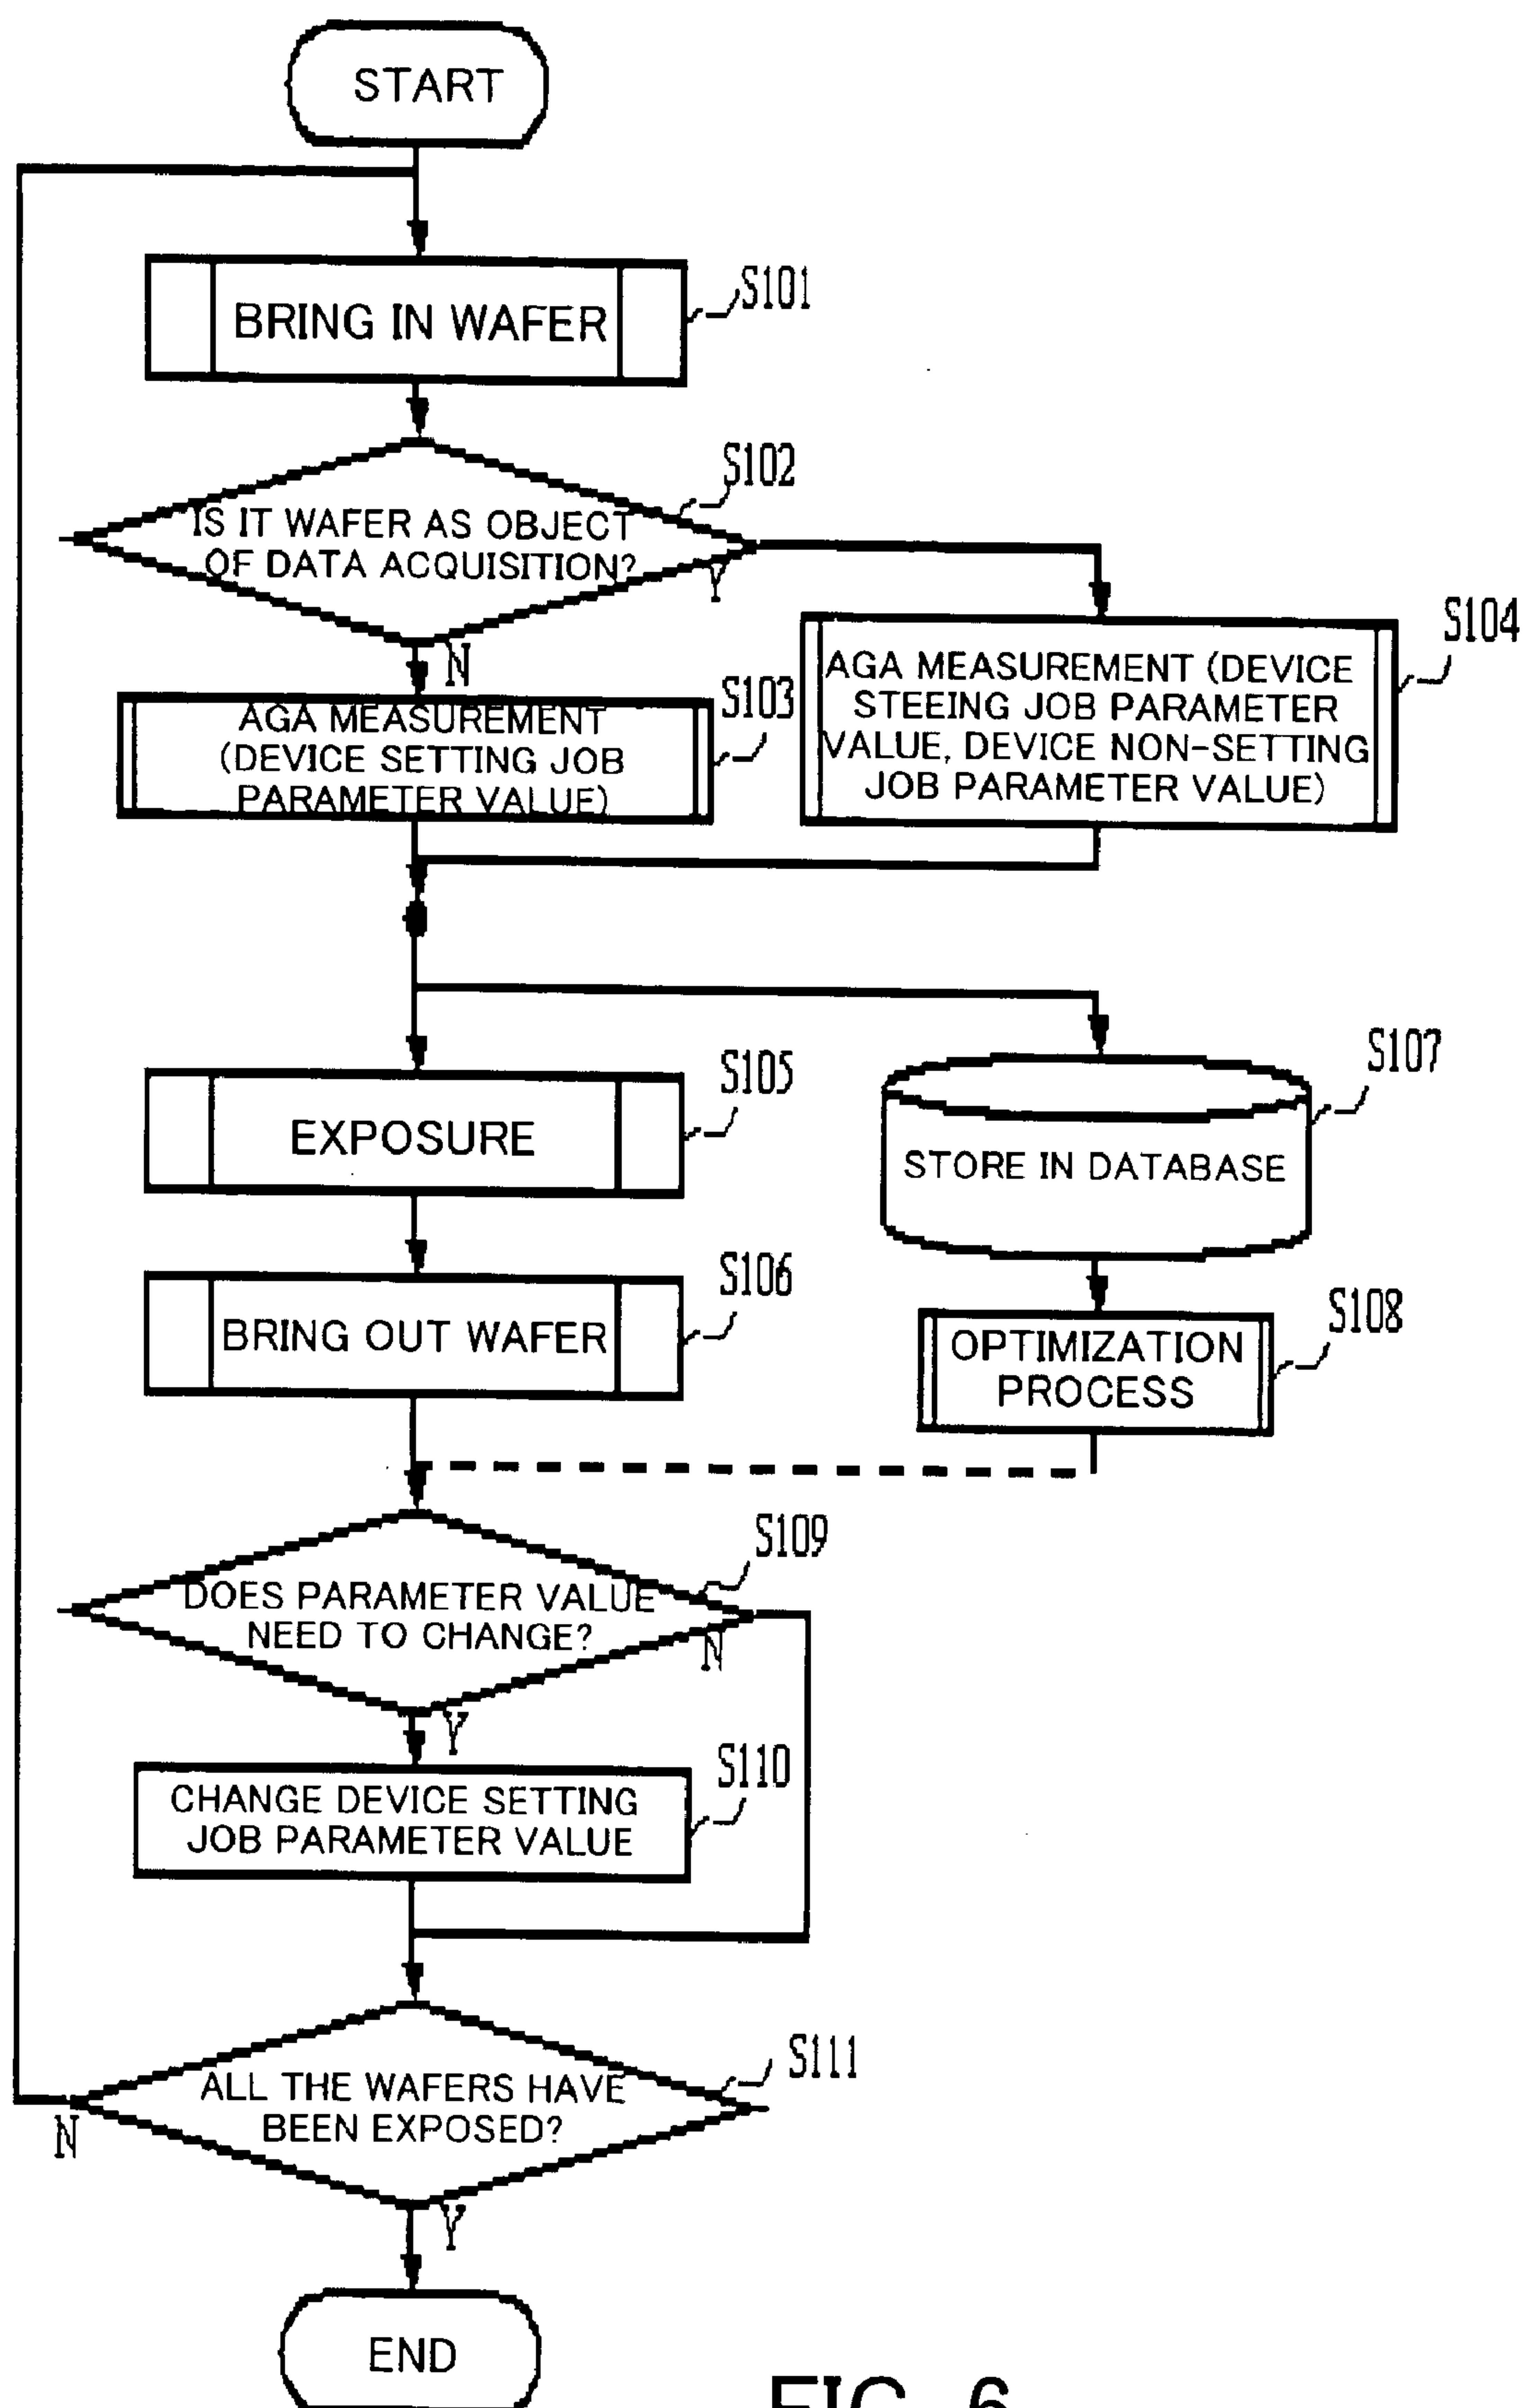 START
BRING IN WAFER
S101
S102
IS IT WAFER AS OBJECT
OF DATA ACQUISITION?
Y
N
S103
AGA MEASUREMENT
(DEVICE SETTING JOB
PARAMETER VALUE)
S104
AGA MEASUREMENT (DEVICE
STEEING JOB PARAMETER
VALUE, DEVICE NON-SETTING
JOB PARAMETER VALUE)
S105
EXPOSURE
S107
STORE IN DATABASE
S106
BRING OUT WAFER
S108
OPTIMIZATION
PROCESS
S109
DOES PARAMETER VALUE
NEED TO CHANGE?
N
Y
S110
CHANGE DEVICE SETTING
JOB PARAMETER VALUE
S111
ALL THE WAFERS HAVE
BEEN EXPOSED?
N
Y
END
FIG. 6